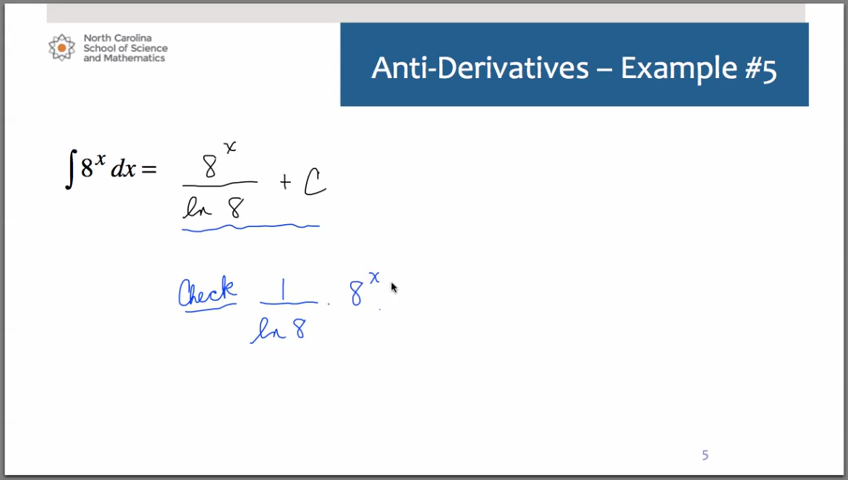 North Carolina
School of Science
and Mathematics
Anti-Derivatives – Example #5
∫8^x dx = 8^x / ln 8 + C
Check 1 / ln 8 · 8^x
5